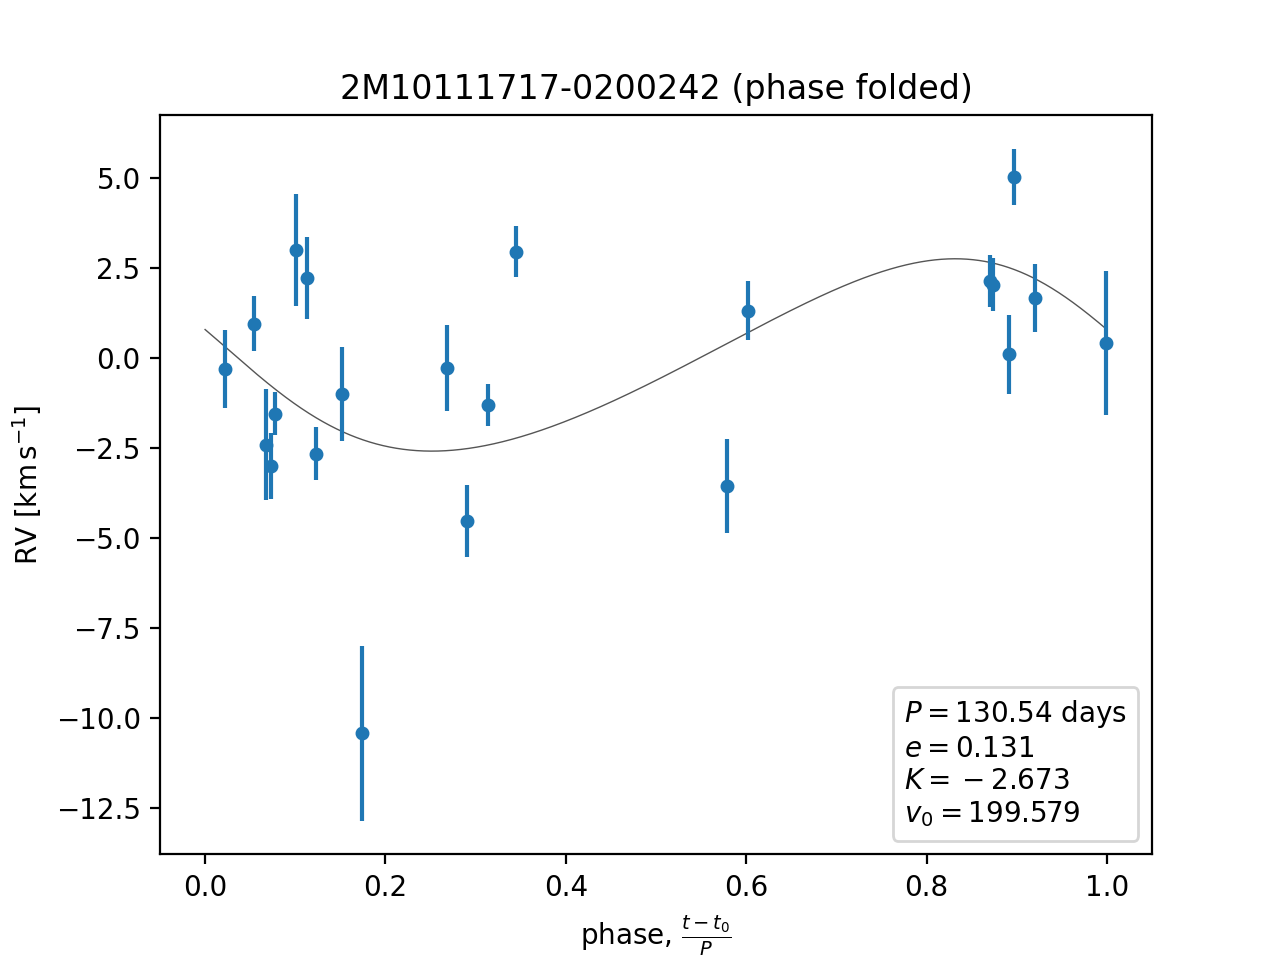 2M10111717-0200242 (phase folded)
RV [km s⁻¹]
5.0
2.5
0.0
−2.5
−5.0
−7.5
−10.0
−12.5
P = 130.54 days
e = 0.131
K = −2.673
v₀ = 199.579
0.0 0.2 0.4 0.6 0.8 1.0
phase, (t − t₀)/P